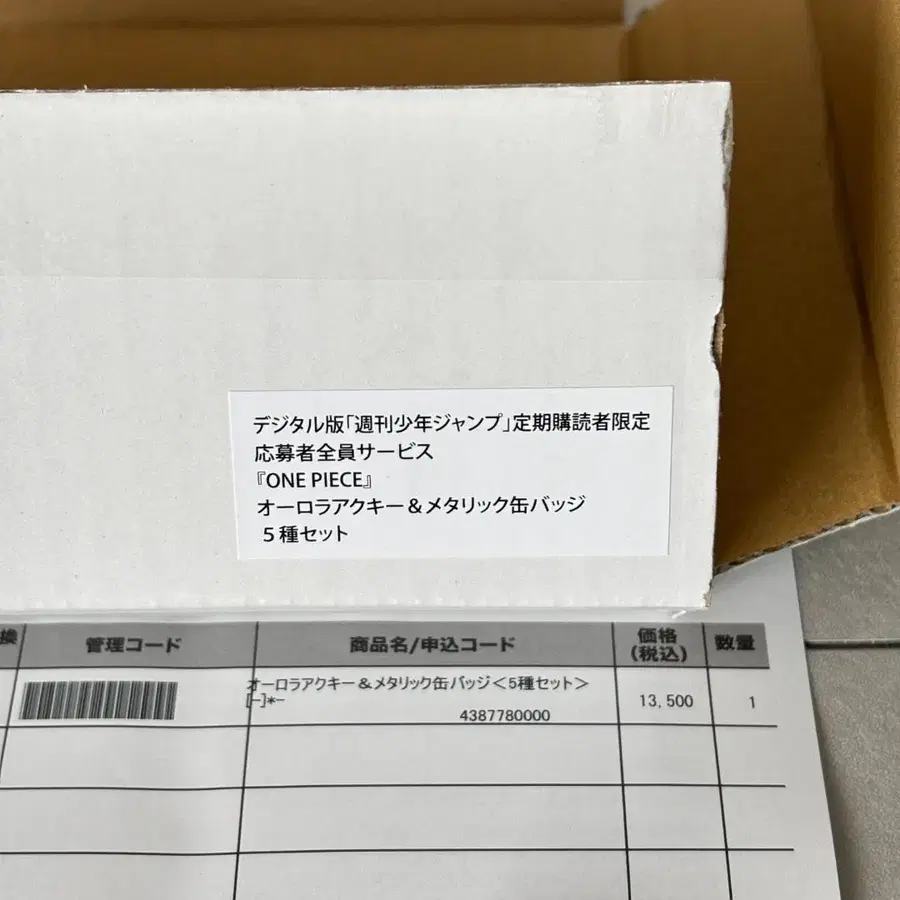 デジタル版「週刊少年ジャンプ」定期購読者限定
応募者全員サービス
『ONE PIECE』
オーロラアクキー＆メタリック缶バッジ
５種セット
換 管理コード 商品名/申込コード 価格(税込) 数量
オーロラアクキー＆メタリック缶バッジ＜5種セット＞
[-]*-
4387780000
13,500
1